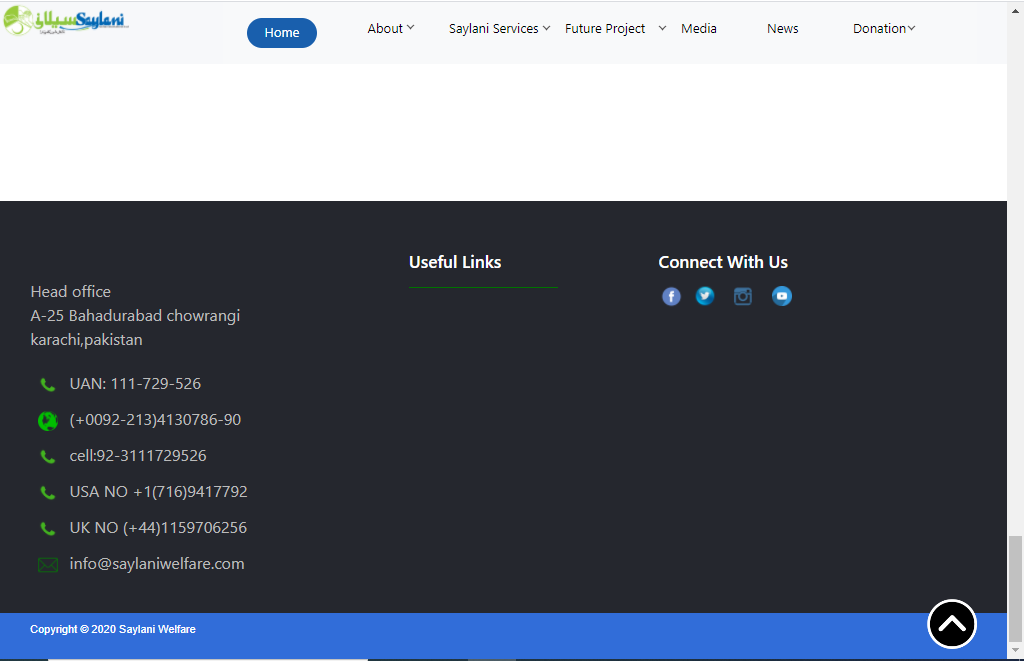 سیلانی Saylani
Home
About
Saylani Services
Future Project
Media
News
Donation
Useful Links
Connect With Us
Head office
A-25 Bahadurabad chowrangi
karachi,pakistan
UAN: 111-729-526
(+0092-213)4130786-90
cell:92-3111729526
USA NO +1(716)9417792
UK NO (+44)1159706256
info@saylaniwelfare.com
Copyright © 2020 Saylani Welfare